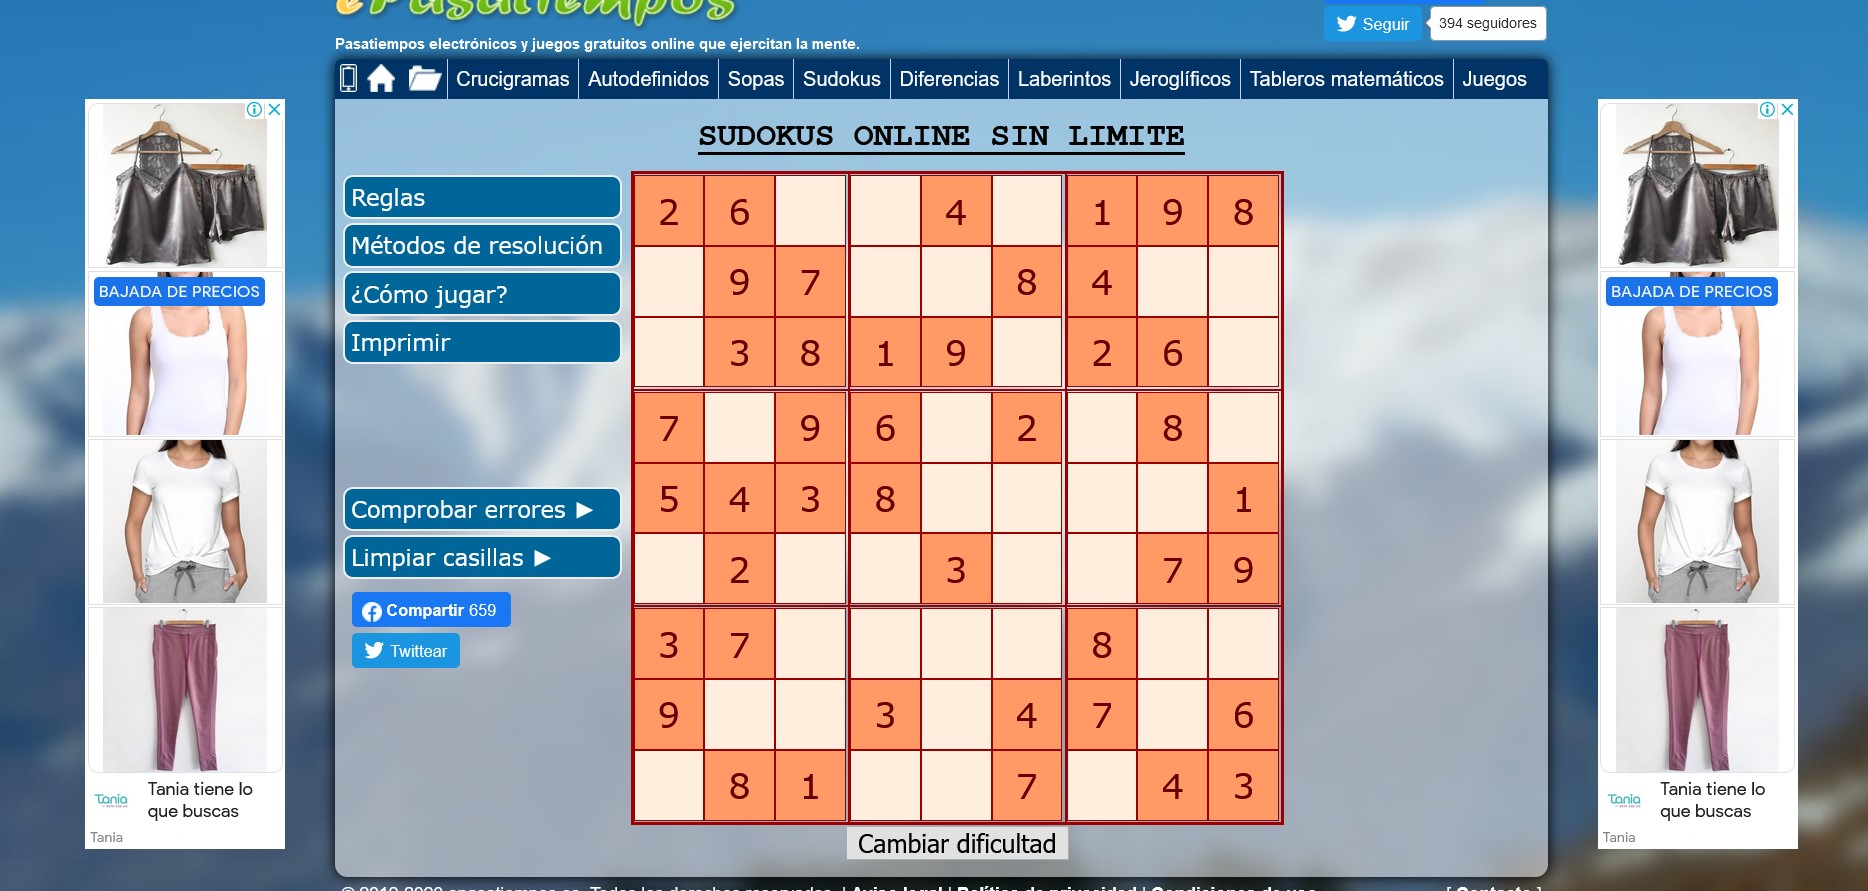 ePasatiempos
Pasatiempos electrónicos y juegos gratuitos online que ejercitan la mente.
Seguir 394 seguidores
Crucigramas Autodefinidos Sopas Sudokus Diferencias Laberintos Jeroglíficos Tableros matemáticos Juegos
SUDOKUS ONLINE SIN LIMITE
Reglas
Métodos de resolución
¿Cómo jugar?
Imprimir
Comprobar errores ►
Limpiar casillas ►
Compartir 659
Twittear
2 6 4 1 9 8
9 7 8 4
3 8 1 9 2 6
7 9 6 2 8
5 4 3 8 1
2 3 7 9
3 7 8
9 3 4 7 6
8 1 7 4 3
Cambiar dificultad
BAJADA DE PRECIOS
Tania
Tania tiene lo
que buscas
Tania
BAJADA DE PRECIOS
Tania
Tania tiene lo
que buscas
Tania